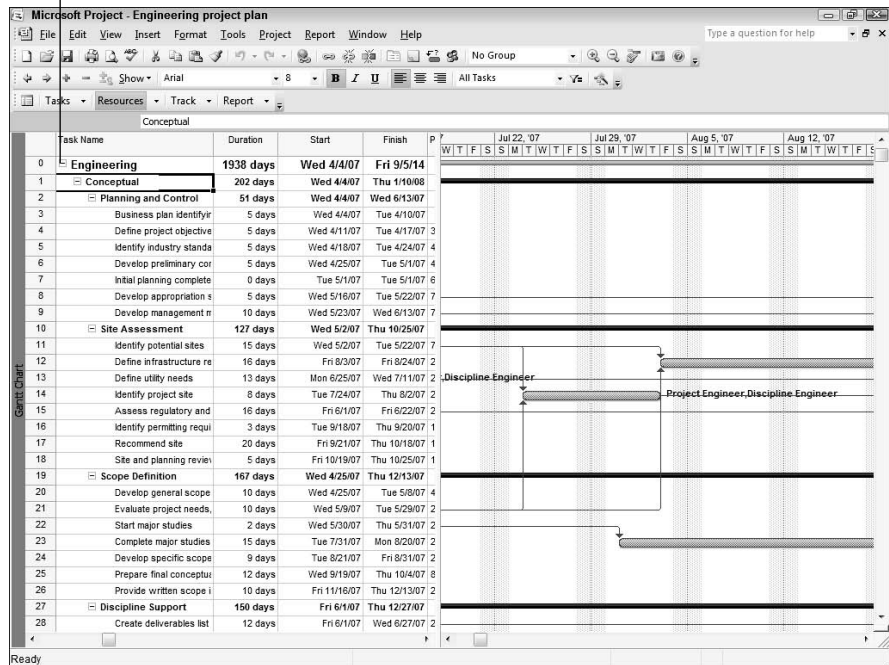 Microsoft Project - Engineering project plan
File Edit View Insert Format Tools Project Report Window Help Type a question for help
Show Arial 8 B I U All Tasks No Group
Tasks Resources Track Report
Conceptual
Task Name Duration Start Finish P Jul 22, '07 Jul 29, '07 Aug 5, '07 Aug 12, '07
W T F S S M T W T F S S M T W T F S S M T W T F S S M T W T F S
0 Engineering 1938 days Wed 4/4/07 Fri 9/5/14
1 Conceptual 202 days Wed 4/4/07 Thu 1/10/08
2 Planning and Control 51 days Wed 4/4/07 Wed 6/13/07
3 Business plan identifyir 5 days Wed 4/4/07 Tue 4/10/07
4 Define project objective 5 days Wed 4/11/07 Tue 4/17/07 3
5 Identify industry standa 5 days Wed 4/18/07 Tue 4/24/07 4
6 Develop preliminary cor 5 days Wed 4/25/07 Tue 5/1/07 4
7 Initial planning complete 0 days Tue 5/1/07 Tue 5/1/07 6
8 Develop appropriation s 5 days Wed 5/16/07 Tue 5/22/07 7
9 Develop management m 10 days Wed 5/23/07 Wed 6/13/07 7
10 Site Assessment 127 days Wed 5/2/07 Thu 10/25/07
11 Identify potential sites 15 days Wed 5/2/07 Tue 5/22/07 7
12 Define infrastructure re 16 days Fri 8/3/07 Fri 8/24/07 2
13 Define utility needs 13 days Mon 6/25/07 Wed 7/11/07 2 ,Discipline Engineer
14 Identify project site 8 days Tue 7/24/07 Thu 8/2/07 2 Project Engineer,Discipline Engineer
15 Assess regulatory and 16 days Fri 6/1/07 Fri 6/22/07 2
16 Identify permitting requi 3 days Tue 9/18/07 Thu 9/20/07 1
17 Recommend site 20 days Fri 9/21/07 Thu 10/18/07 1
18 Site and planning reviev 5 days Fri 10/19/07 Thu 10/25/07 1
19 Scope Definition 167 days Wed 4/25/07 Thu 12/13/07
20 Develop general scope 10 days Wed 4/25/07 Tue 5/8/07 4
21 Evaluate project needs, 10 days Wed 5/9/07 Tue 5/29/07 2
22 Start major studies 2 days Wed 5/30/07 Thu 5/31/07 2
23 Complete major studies 15 days Tue 7/31/07 Mon 8/20/07 2
24 Develop specific scope 9 days Tue 8/21/07 Fri 8/31/07 2
25 Prepare final conceptua 12 days Wed 9/19/07 Thu 10/4/07 8
26 Provide written scope i 10 days Fri 11/16/07 Thu 12/13/07 2
27 Discipline Support 150 days Fri 6/1/07 Thu 12/27/07
28 Create deliverables list 12 days Fri 6/1/07 Wed 6/27/07 2
Gantt Chart
Ready